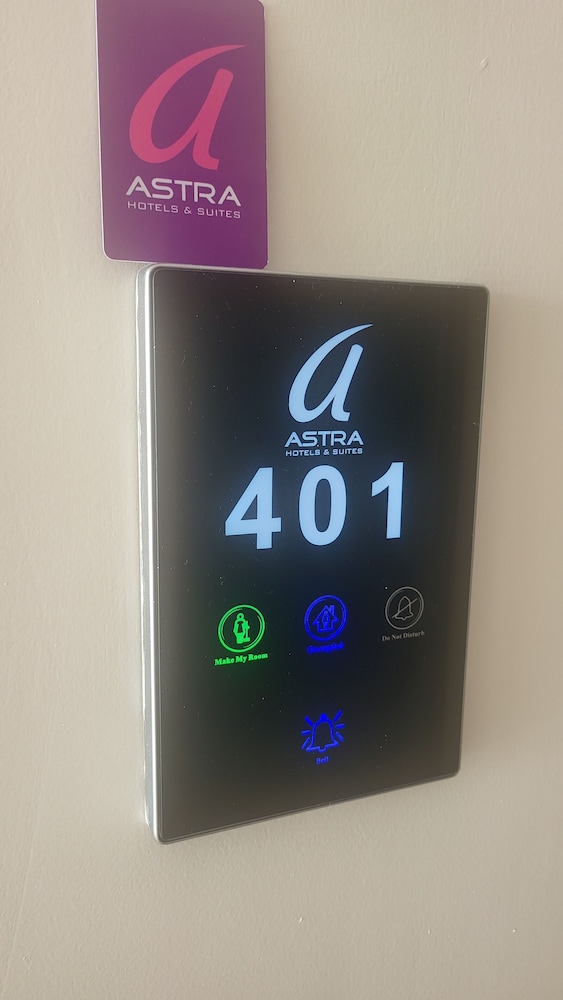 ASTRA
HOTELS & SUITES
ASTRA
HOTELS & SUITES
401
Make My Room
Occupied
Do Not Disturb
Bell